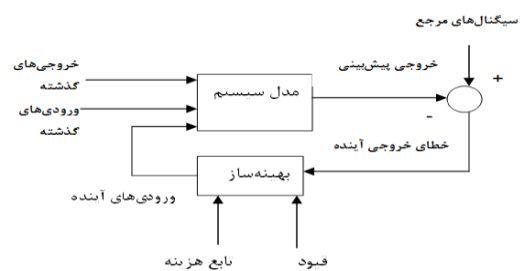 سیگنال‌های مرجع
خروجی‌های
گذشته
خروجی پیش‌بینی
+
مدل سیستم
ورودی‌های
گذشته
-
خطای خروجی آینده
بهینه‌ساز
ورودی‌های آینده
تابع هزینه
قیود